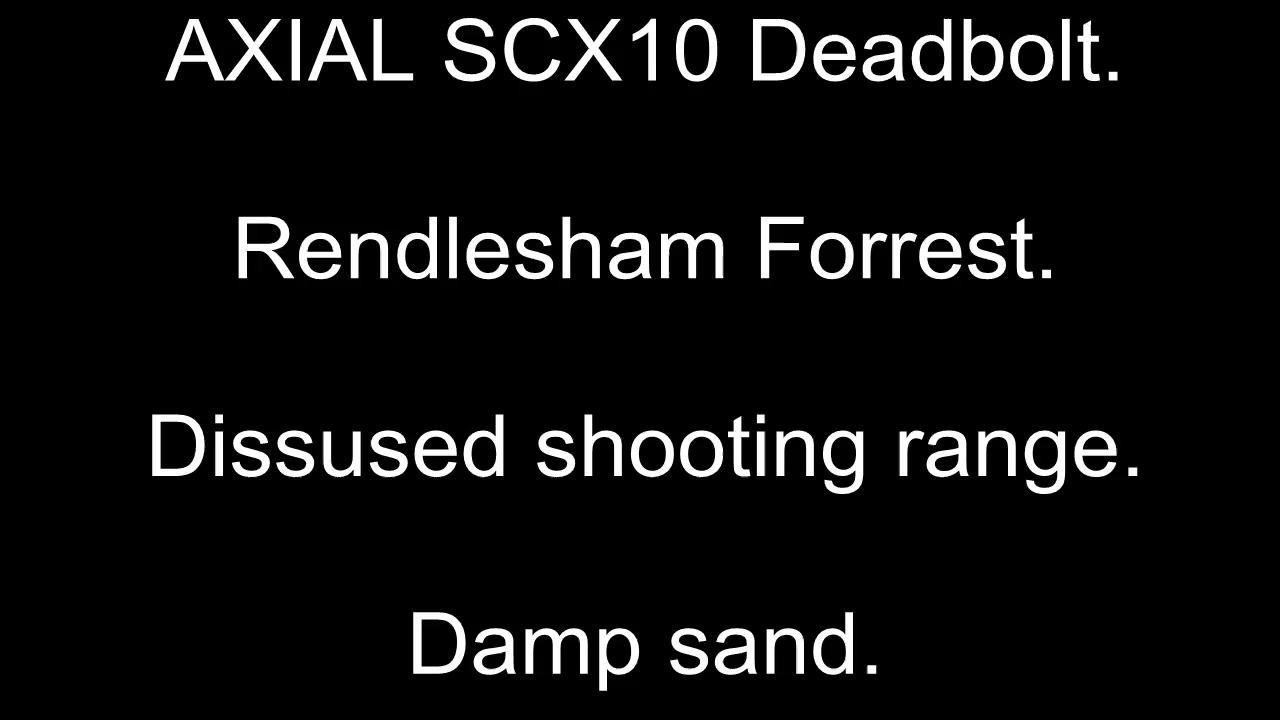 AXIAL SCX10 Deadbolt.
Rendlesham Forrest.
Dissused shooting range.
Damp sand.